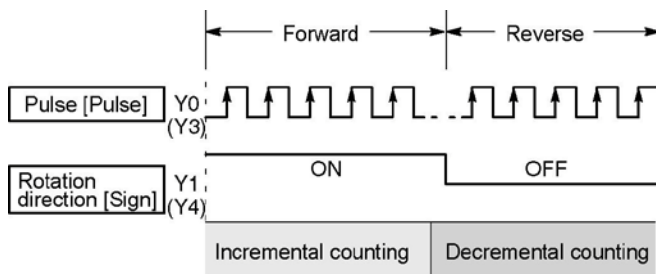 Forward Reverse
Pulse [Pulse] Y0
(Y3)
ON OFF
Rotation Y1
direction [Sign] (Y4)
Incremental counting Decremental counting